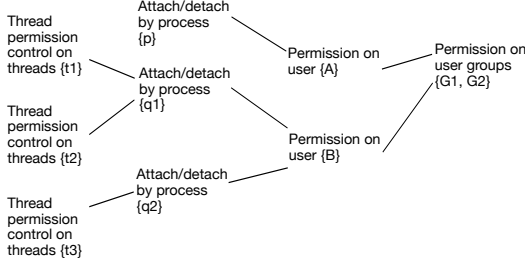 Thread
permission
control on
threads {t1}
Thread
permission
control on
threads {t2}
Thread
permission
control on
threads {t3}
Attach/detach
by process
{p}
Attach/detach
by process
{q1}
Attach/detach
by process
{q2}
Permission on
user {A}
Permission on
user {B}
Permission on
user groups
{G1, G2}